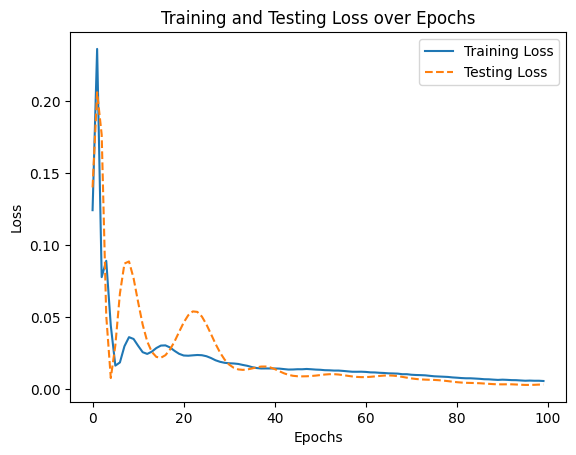 Training and Testing Loss over Epochs
Training Loss
Testing Loss
0.20
0.15
0.10
0.05
0.00
Loss
0 20 40 60 80 100
Epochs